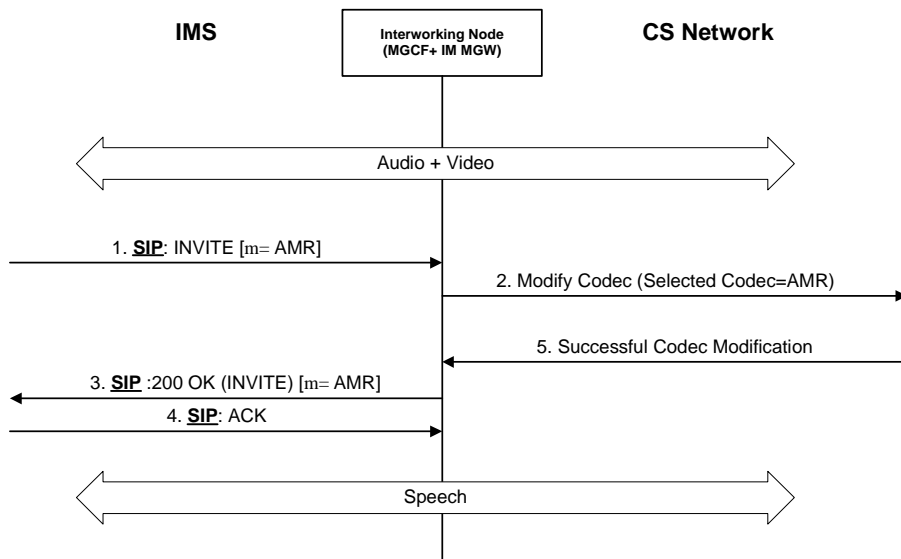 IMS
Interworking Node
(MGCF+ IM MGW)
CS Network
Audio + Video
1. SIP: INVITE [m= AMR]
2. Modify Codec (Selected Codec=AMR)
5. Successful Codec Modification
3. SIP :200 OK (INVITE) [m= AMR]
4. SIP: ACK
Speech